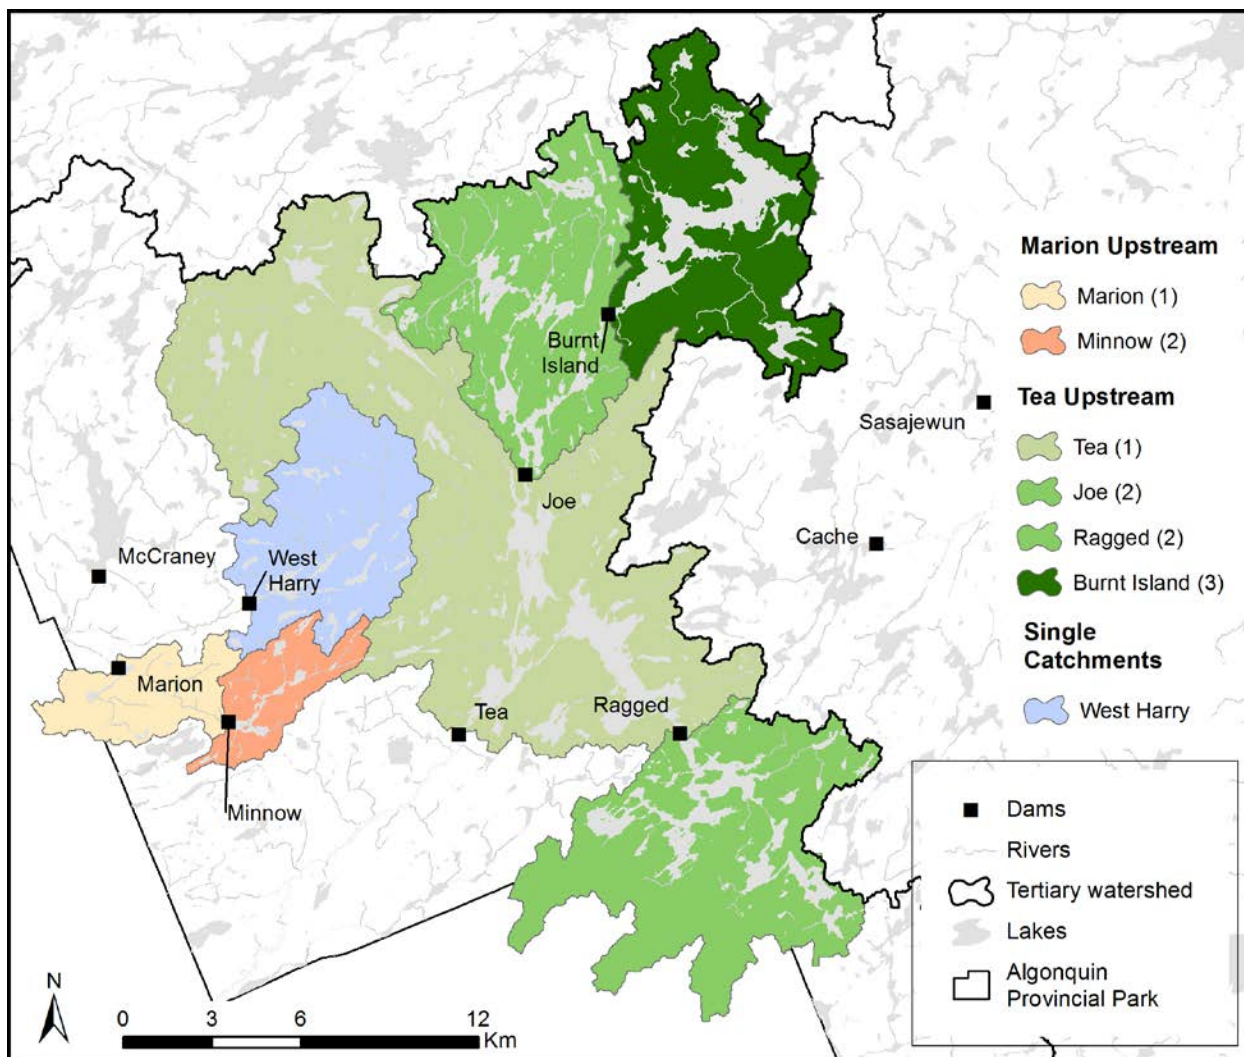 Burnt
Island
Sasajewun
Joe
Cache
McCraney
West
Harry
Marion
Tea
Ragged
Minnow
Marion Upstream
Marion (1)
Minnow (2)
Tea Upstream
Tea (1)
Joe (2)
Ragged (2)
Burnt Island (3)
Single
Catchments
West Harry
Dams
Rivers
Tertiary watershed
Lakes
Algonquin
Provincial Park
N
0 3 6 12
Km